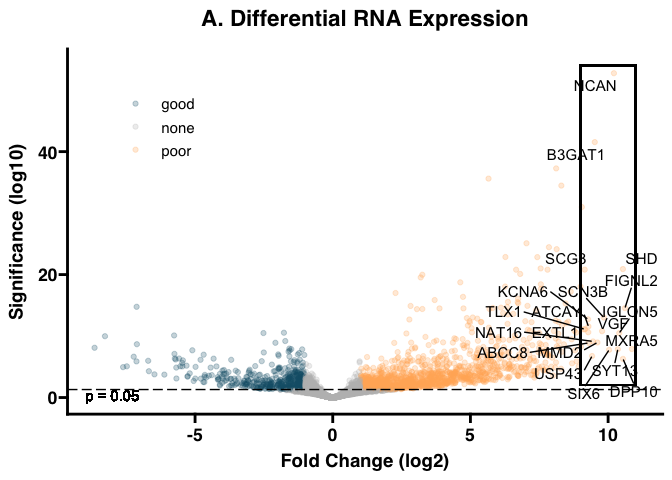 A. Differential RNA Expression
good
none
poor
Significance (log10)
40
20
0
NCAN
B3GAT1
SCG3
SHD
FIGNL2
KCNA6
SCN3B
TLX1
ATCAY
IGLON5
VGF
NAT16
EXTL1
MXRA5
ABCC8
MMD2
USP43
SYT13
SIX6
DPP10
p = 0.05
-5
0
5
10
Fold Change (log2)